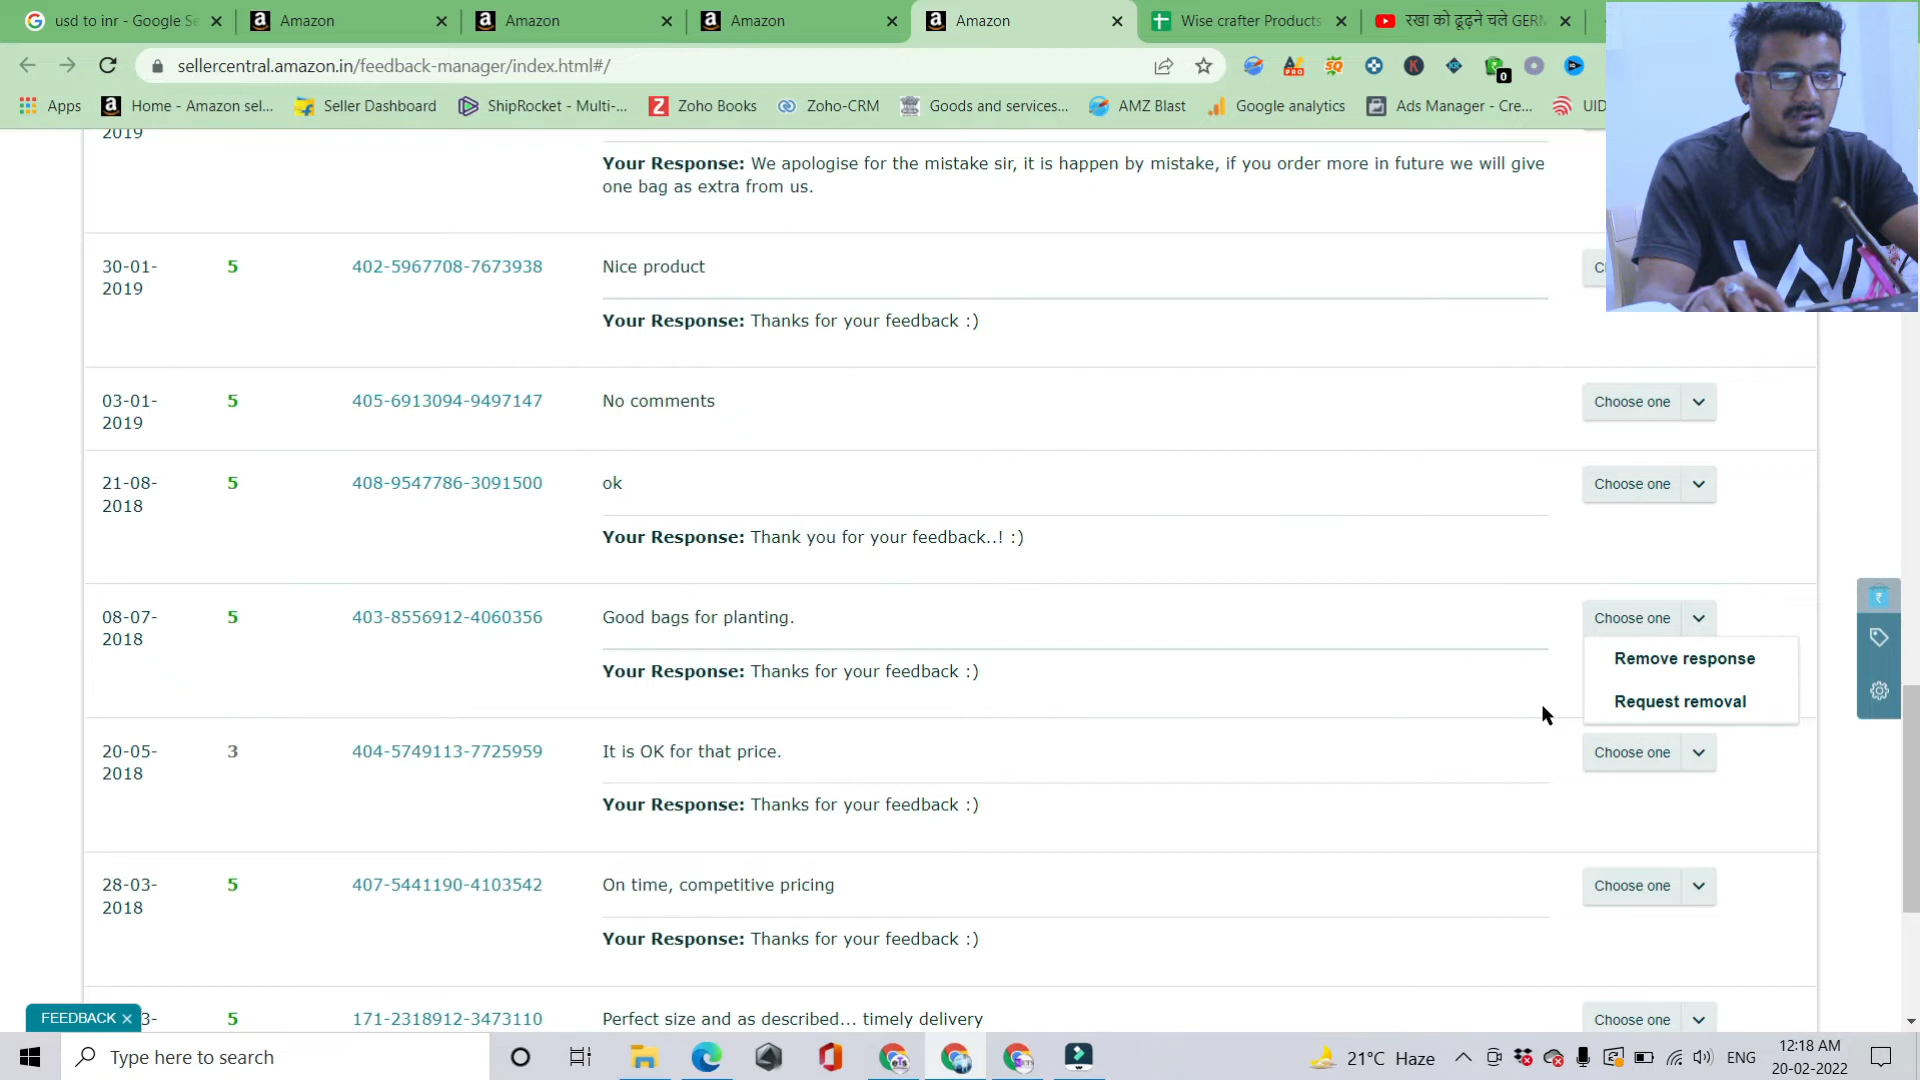 usd to inr - Google Se
Amazon
Amazon
Amazon
Amazon
Wise crafter Products
रखा को ढूढ़ने चले GERM
sellercentral.amazon.in/feedback-manager/index.html#/
0
Apps
Home - Amazon sel...
Seller Dashboard
ShipRocket - Multi-...
Zoho Books
Zoho-CRM
Goods and services...
AMZ Blast
Google analytics
Ads Manager - Cre...
UID
2019
Your Response: We apologise for the mistake sir, it is happen by mistake, if you order more in future we will give
one bag as extra from us.
30-01-
2019
5
402-5967708-7673938
Nice product
Your Response: Thanks for your feedback :)
03-01-
2019
5
405-6913094-9497147
No comments
Choose one
21-08-
2018
5
408-9547786-3091500
ok
Choose one
Your Response: Thank you for your feedback..! :)
08-07-
2018
5
403-8556912-4060356
Good bags for planting.
Choose one
Remove response
Request removal
Your Response: Thanks for your feedback :)
20-05-
2018
3
404-5749113-7725959
It is OK for that price.
Choose one
Your Response: Thanks for your feedback :)
28-03-
2018
5
407-5441190-4103542
On time, competitive pricing
Choose one
Your Response: Thanks for your feedback :)
FEEDBACK
3-
5
171-2318912-3473110
Perfect size and as described... timely delivery
Choose one
Type here to search
21°C Haze
ENG
12:18 AM
20-02-2022